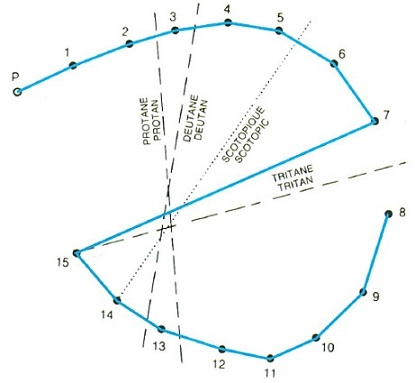 4
3
5
2
1
6
P
PROTANE
PROTAN
DEUTANE
DEUTAN
SCOTOPIQUE
SCOTOPIC
7
TRITANE
TRITAN
8
15
14
13
9
12
11
10